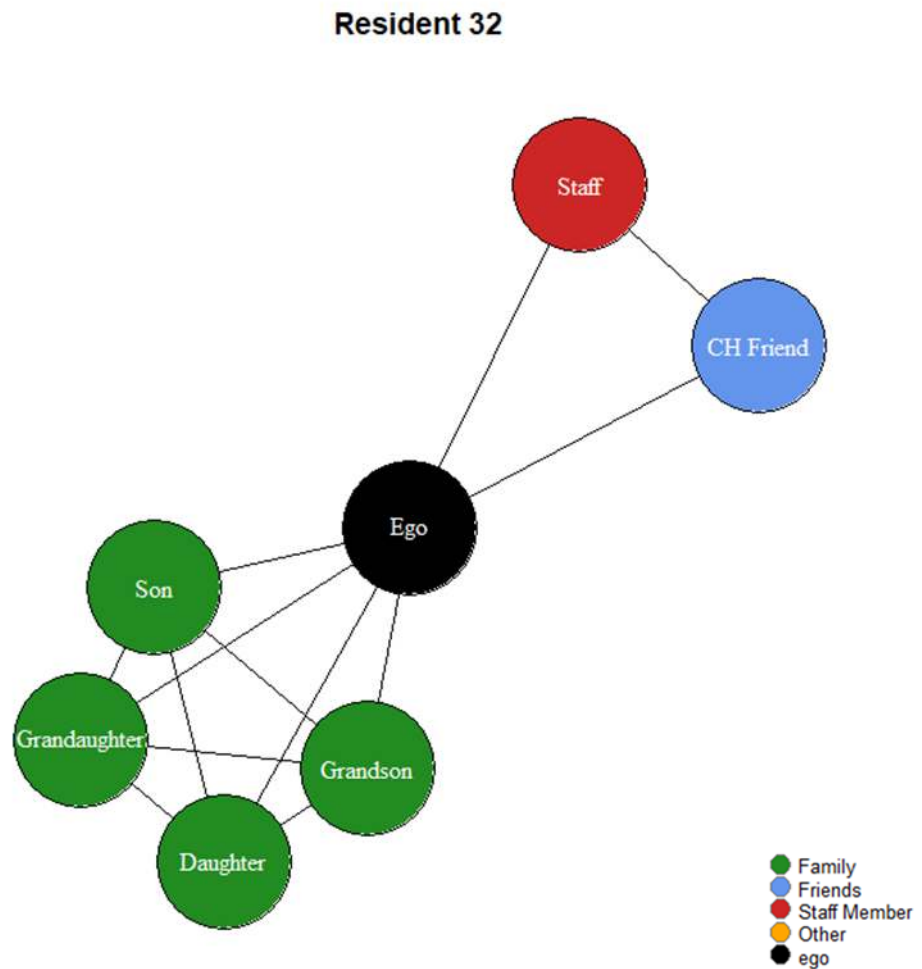 Resident 32
Staff
CH Friend
Ego
Son
Grandaughter
Grandson
Daughter
Family
Friends
Staff Member
Other
ego